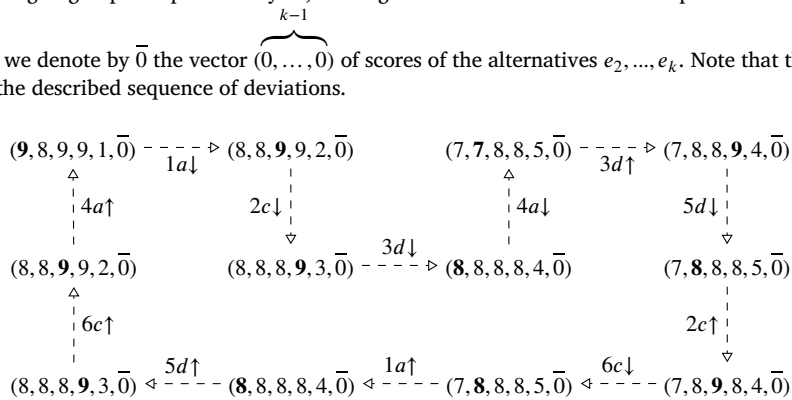 k−1
we denote by 0̅ the vector (0, … , 0) of scores of the alternatives e₂, ..., eₖ. Note that
the described sequence of deviations.
(9, 8, 9, 9, 1, 0̅) 1a↓ (8, 8, 9, 9, 2, 0̅) (7, 7, 8, 8, 5, 0̅) 3d↑ (7, 8, 8, 9, 4, 0̅)
4a↑ 2c↓ 4a↓ 5d↓
(8, 8, 9, 9, 2, 0̅) (8, 8, 8, 9, 3, 0̅) 3d↓ (8, 8, 8, 8, 4, 0̅) (7, 8, 8, 8, 5, 0̅)
6c↑ 2c↑
(8, 8, 8, 9, 3, 0̅) 5d↑ (8, 8, 8, 8, 4, 0̅) 1a↑ (7, 8, 8, 8, 5, 0̅) 6c↓ (7, 8, 9, 8, 4, 0̅)